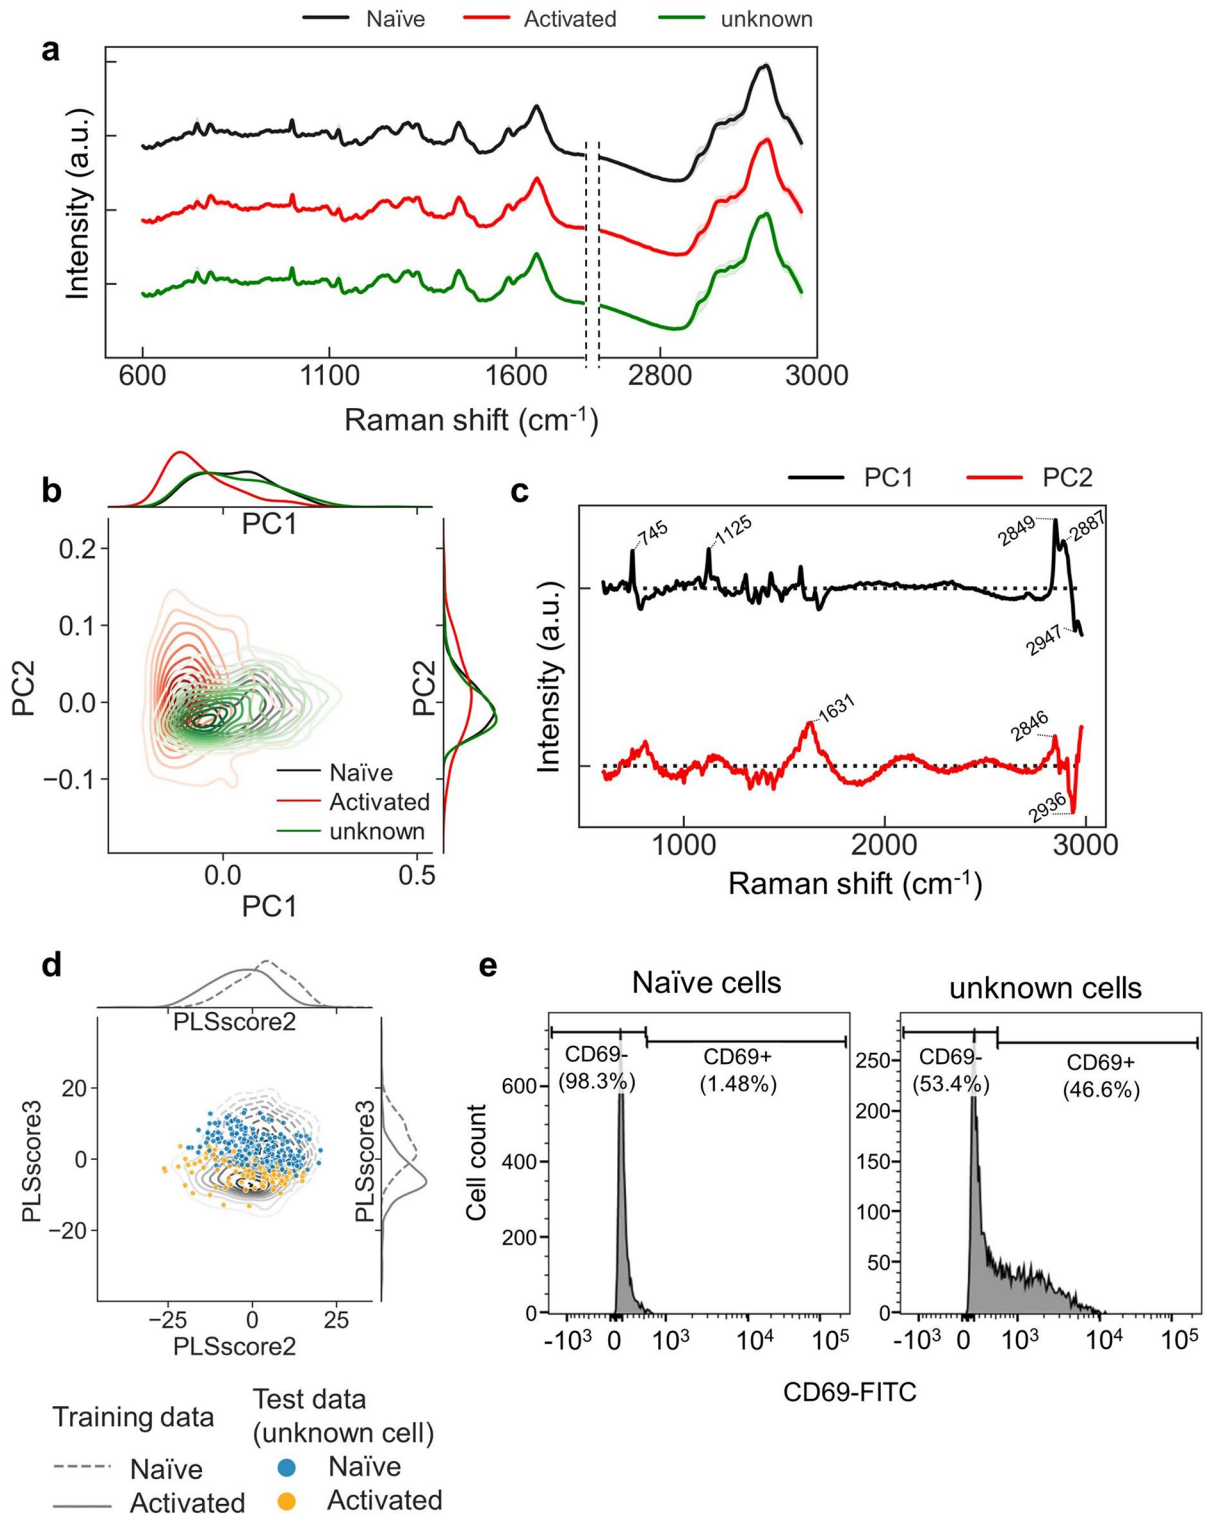 Naïve Activated unknown
a
Intensity (a.u.)
600 1100 1600 2800 3000
Raman shift (cm-1)
b
PC1
0.2
0.1
0.0
−0.1
PC2
PC2
Naïve
Activated
unknown
0.0 0.5
PC1
c
PC1 PC2
745 1125 2849 2887
2947
1631 2846
2936
Intensity (a.u.)
1000 2000 3000
Raman shift (cm-1)
d
PLSscore2
20
0
−20
PLSscore3
PLSscore3
−25 0 25
PLSscore2
Training data
Naïve
Activated
Test data
(unknown cell)
Naïve
Activated
e
Naïve cells
CD69- CD69+
(98.3%) (1.48%)
600
400
200
0
Cell count
-103 0 103 104 105
unknown cells
CD69- CD69+
(53.4%) (46.6%)
250
200
150
100
50
0
-103 0 103 104 105
CD69-FITC